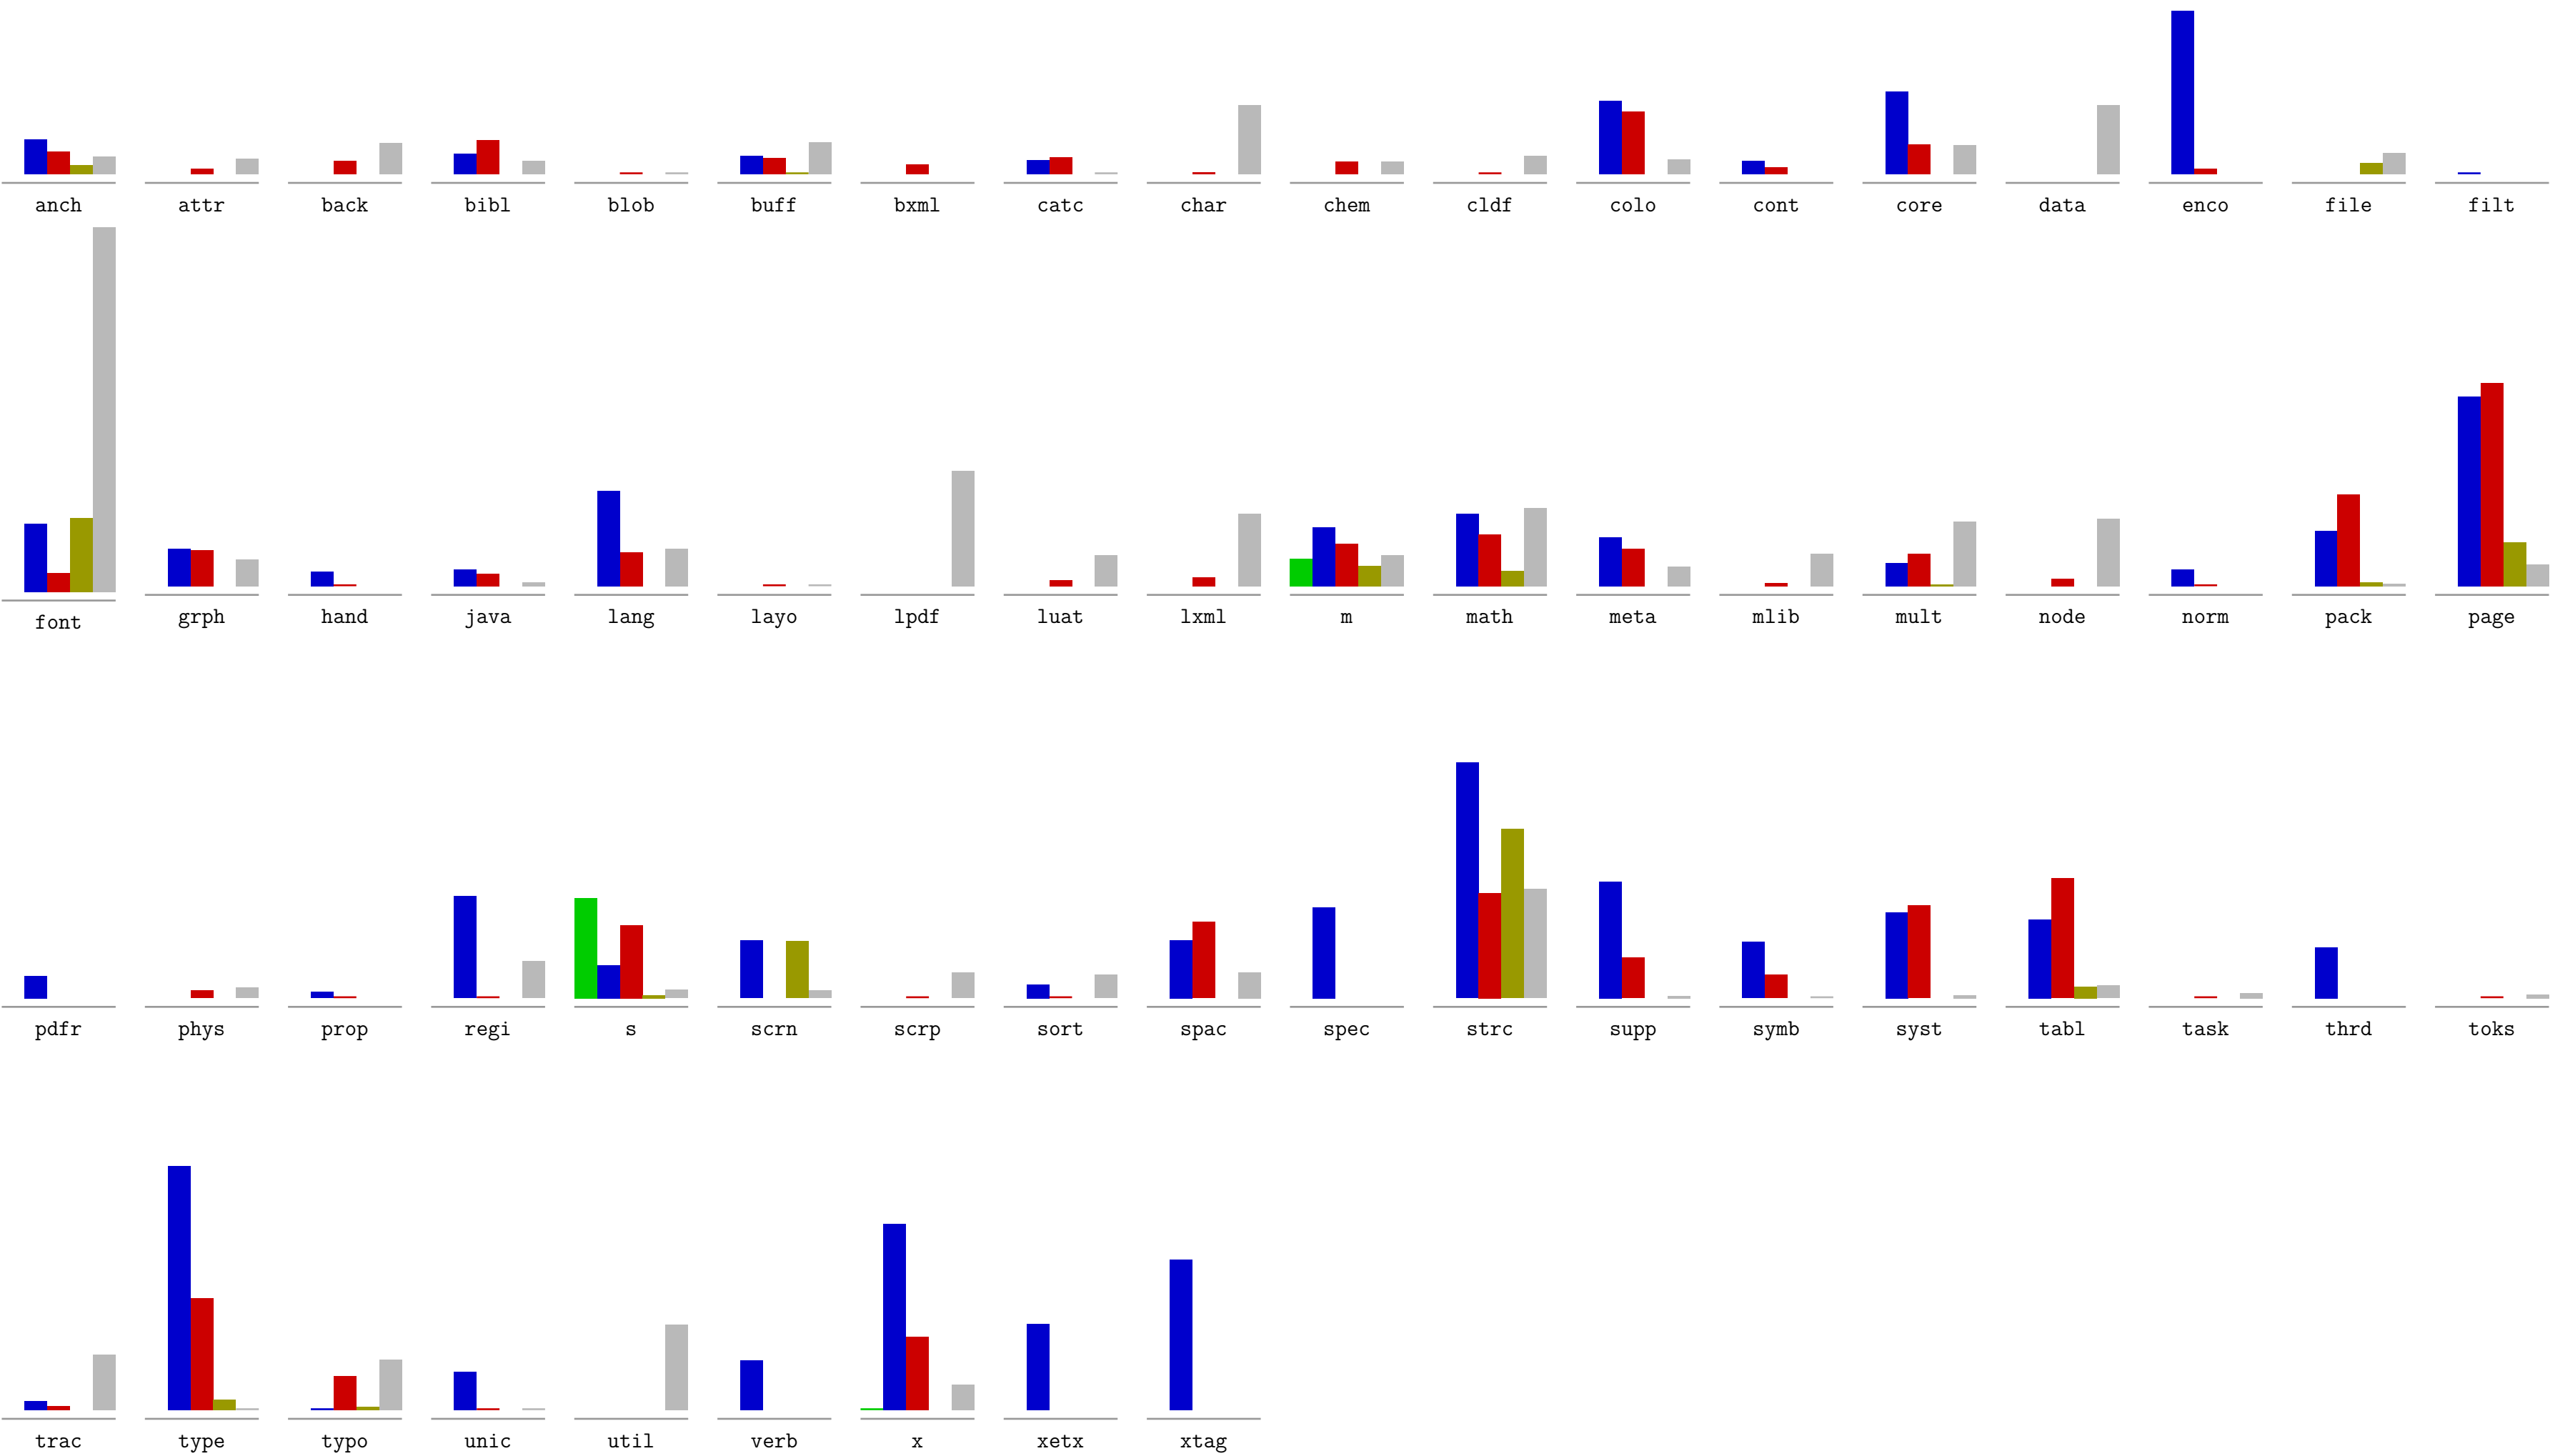 anch attr back bibl blob buff bxml catc char chem cldf colo cont core data enco file filt
font grph hand java lang layo lpdf luat lxml m math meta mlib mult node norm pack page
pdfr phys prop regi s scrn scrp sort spac spec strc supp symb syst tabl task thrd toks
trac type typo unic util verb x xetx xtag